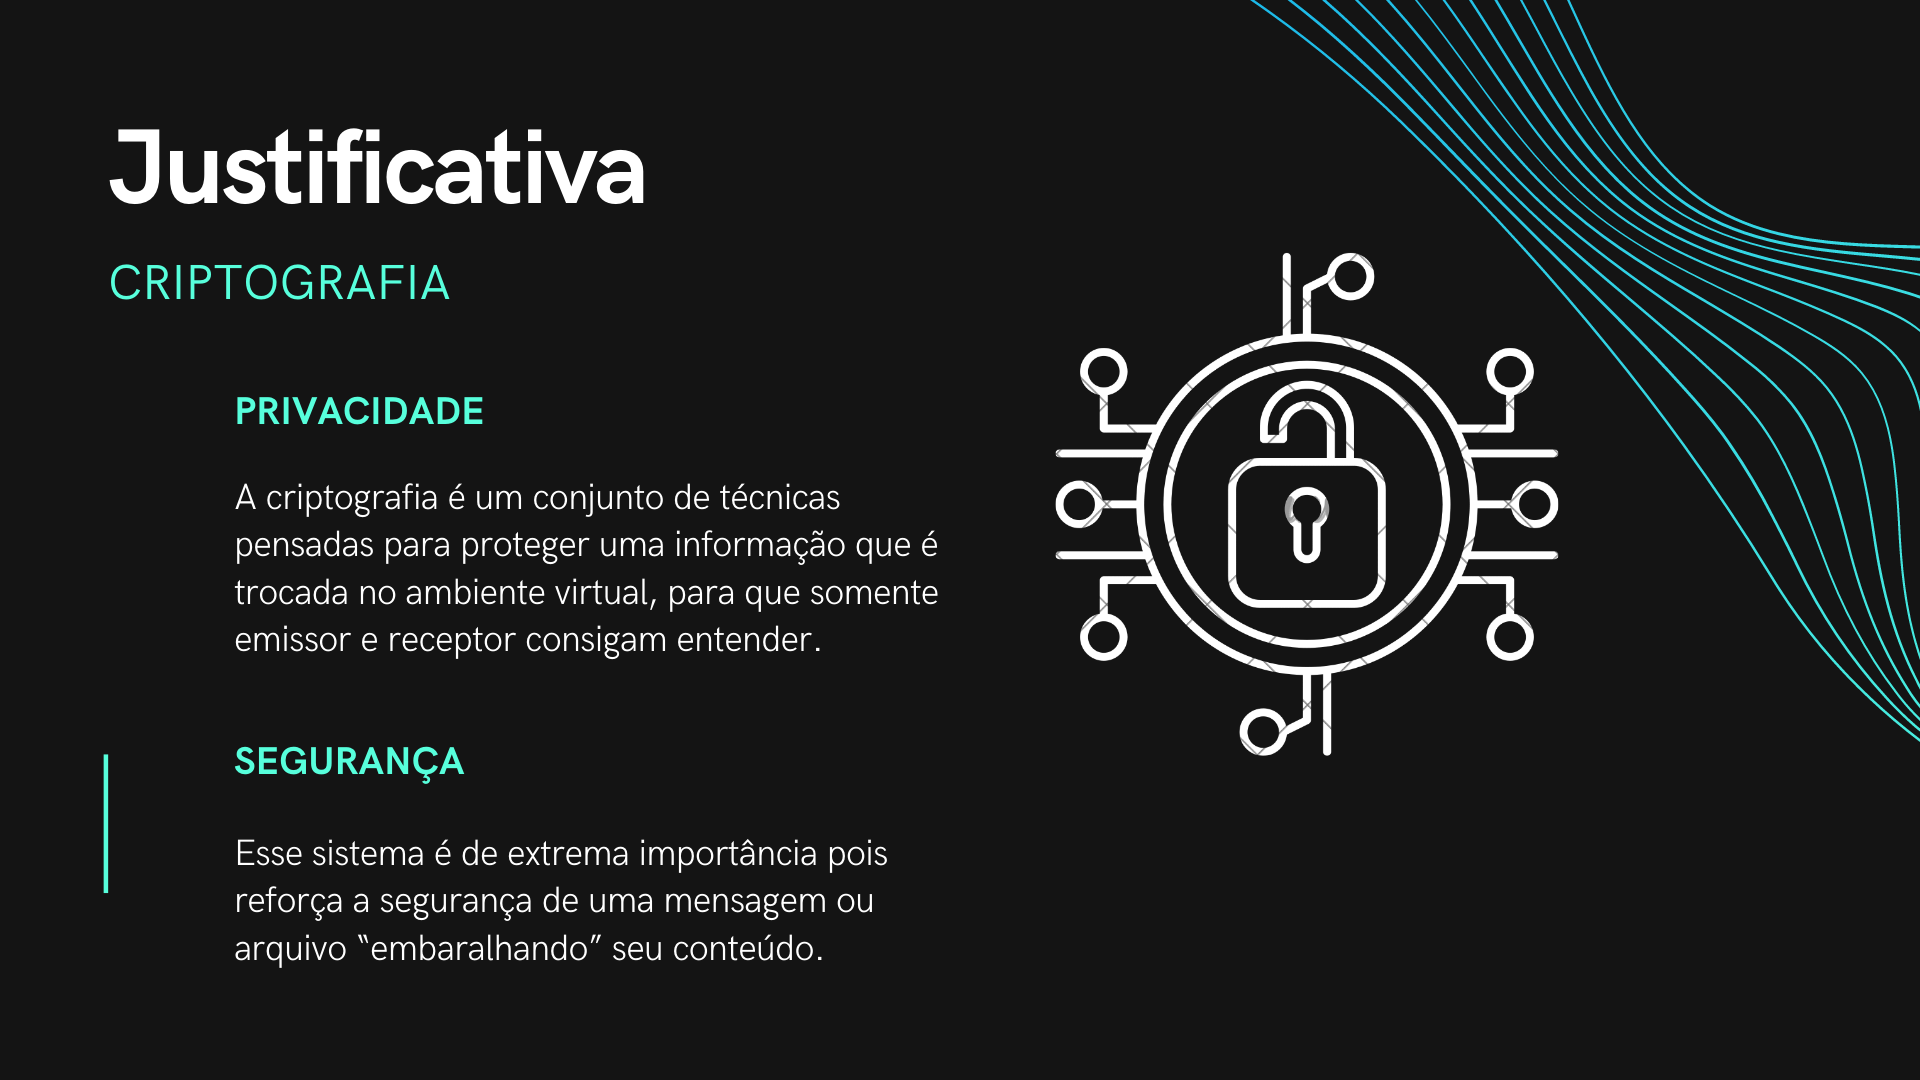 Justificativa
CRIPTOGRAFIA
PRIVACIDADE
A criptografia é um conjunto de técnicas
pensadas para proteger uma informação que é
trocada no ambiente virtual, para que somente
emissor e receptor consigam entender.
SEGURANÇA
Esse sistema é de extrema importância pois
reforça a segurança de uma mensagem ou
arquivo “embaralhando” seu conteúdo.